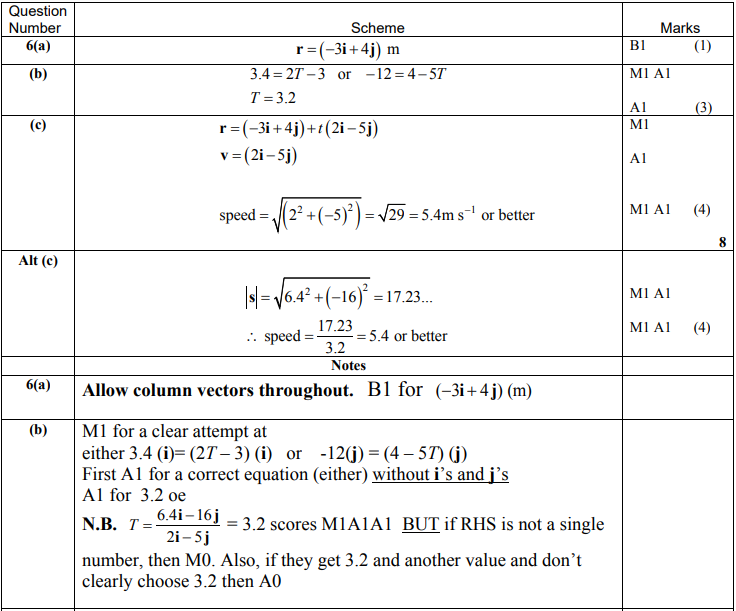 Question
Number Scheme Marks
6(a) r = (−3i + 4j) m B1 (1)
(b) 3.4 = 2T − 3 or −12 = 4 − 5T M1 A1
T = 3.2
A1 (3)
(c) r = (−3i + 4j) + t(2i − 5j) M1
v = (2i − 5j) A1
speed = √(2² + (−5)²) = √29 = 5.4m s⁻¹ or better M1 A1 (4)
8
Alt (c)
|s| = √6.4² + (−16)² = 17.23... M1 A1
∴ speed = 17.23/3.2 = 5.4 or better M1 A1 (4)
Notes
6(a) Allow column vectors throughout. B1 for (−3i + 4j) (m)
(b) M1 for a clear attempt at
either 3.4 (i)= (2T – 3) (i) or -12(j) = (4 – 5T) (j)
First A1 for a correct equation (either) without i's and j's
A1 for 3.2 oe
N.B. T = 6.4i − 16j/2i − 5j = 3.2 scores M1A1A1 BUT if RHS is not a single
number, then M0. Also, if they get 3.2 and another value and don't
clearly choose 3.2 then A0